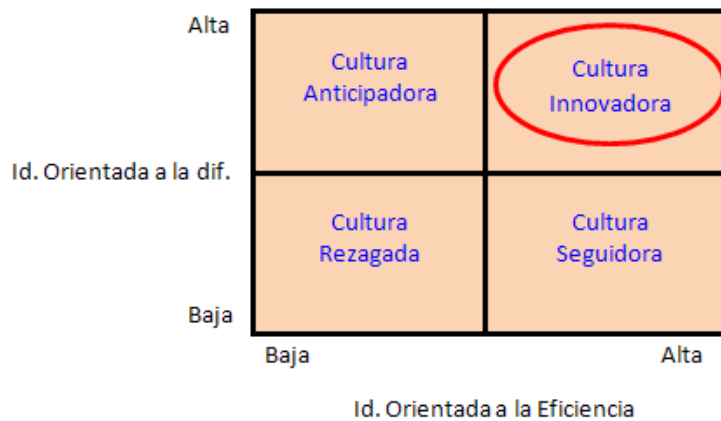 Alta
Cultura
Anticipadora
Cultura
Innovadora
Id. Orientada a la dif.
Cultura
Rezagada
Cultura
Seguidora
Baja
Baja
Alta
Id. Orientada a la Eficiencia